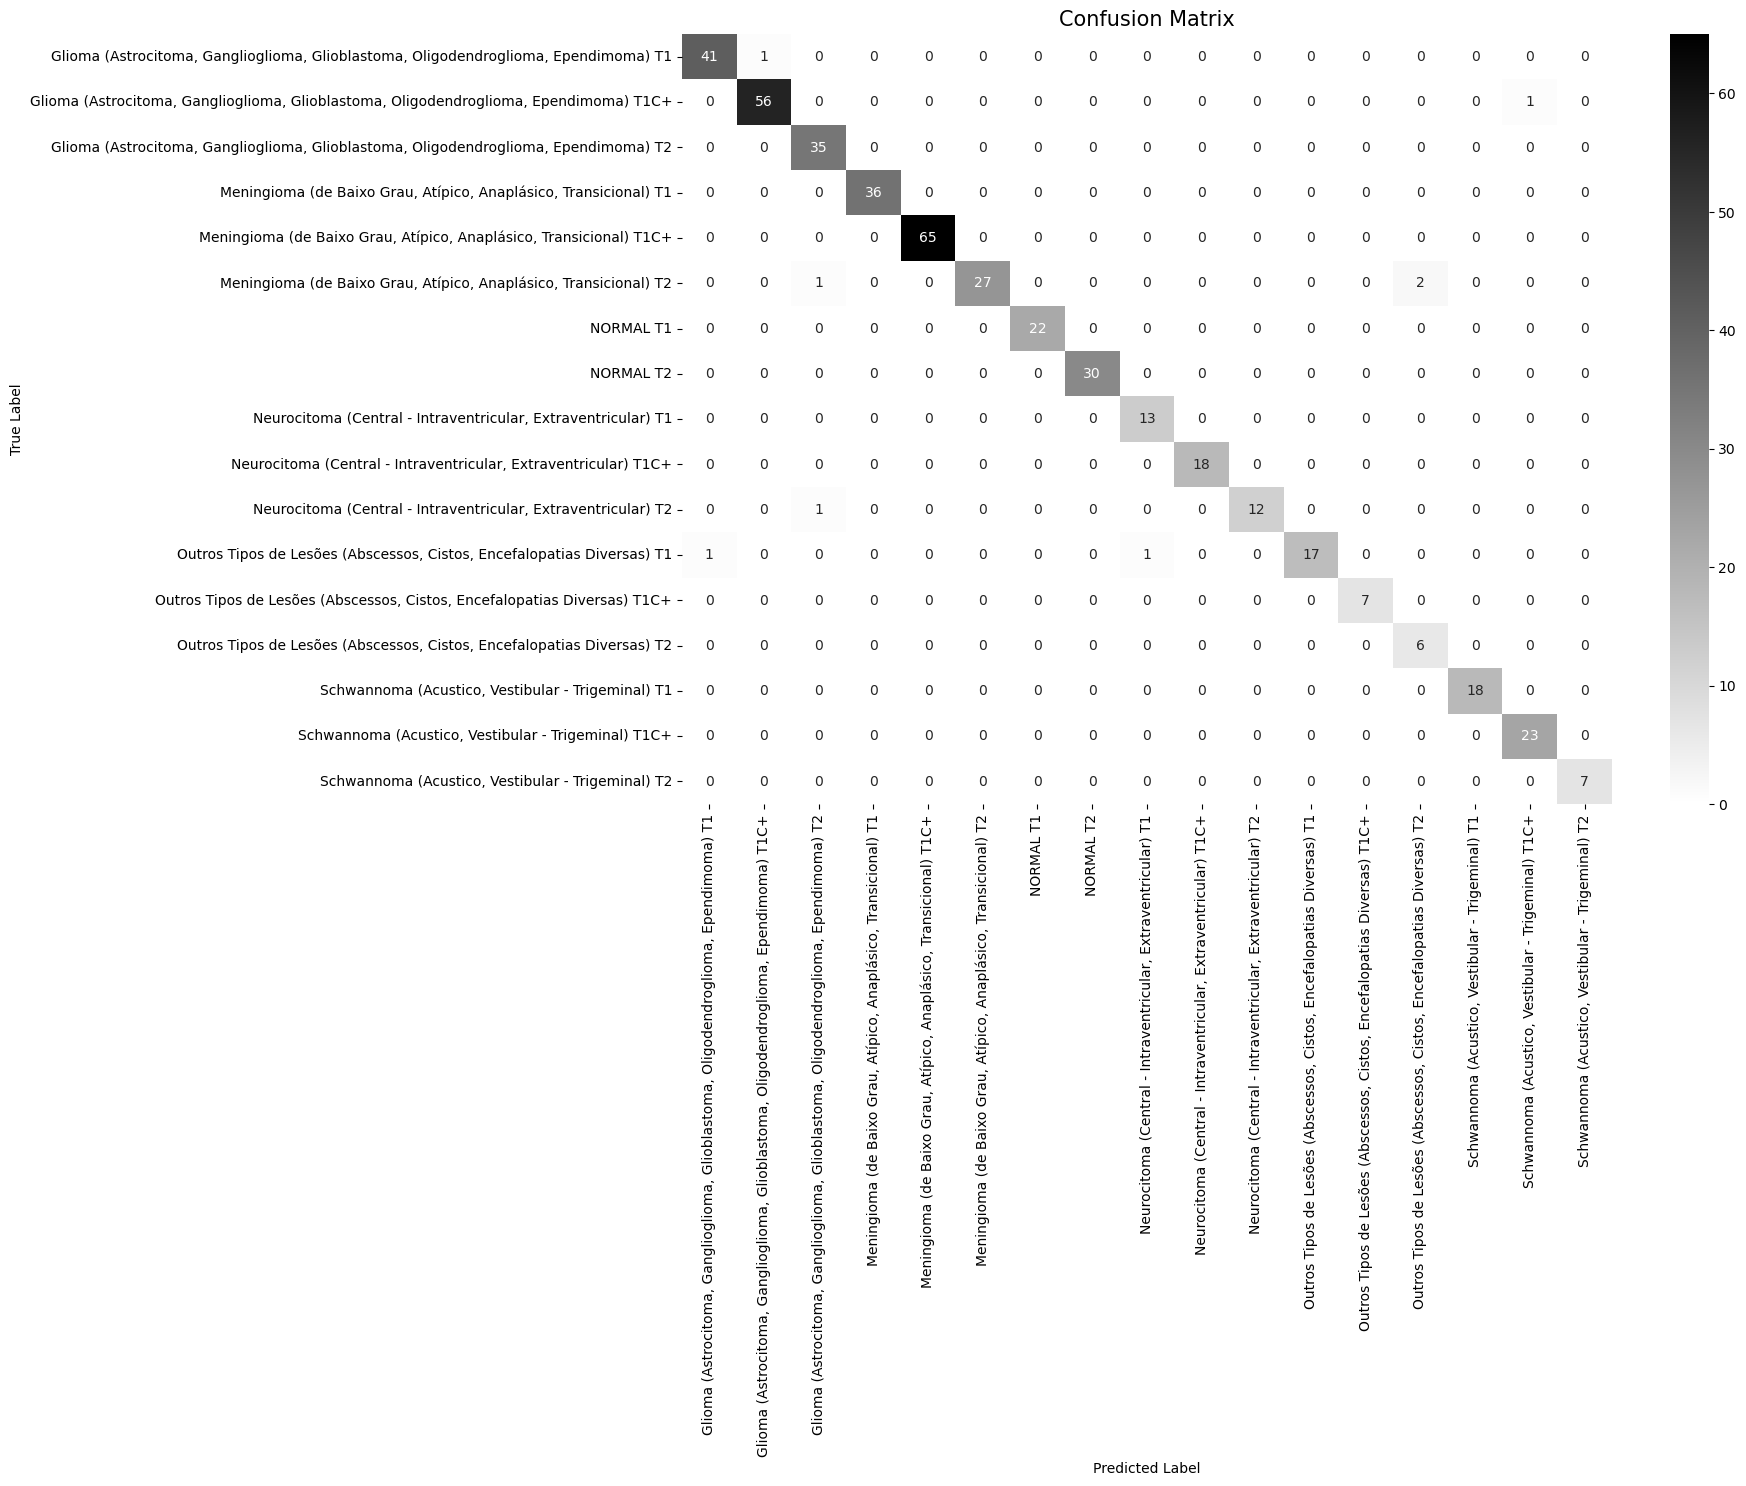 Confusion Matrix
Glioma (Astrocitoma, Ganglioglioma, Glioblastoma, Oligodendroglioma, Ependimoma) T1 41 1 0 0 0 0 0 0 0 0 0 0 0 0 0 0 0
Glioma (Astrocitoma, Ganglioglioma, Glioblastoma, Oligodendroglioma, Ependimoma) T1C+ 0 56 0 0 0 0 0 0 0 0 0 0 0 0 0 1 0
Glioma (Astrocitoma, Ganglioglioma, Glioblastoma, Oligodendroglioma, Ependimoma) T2 0 0 35 0 0 0 0 0 0 0 0 0 0 0 0 0 0
Meningioma (de Baixo Grau, Atípico, Anaplásico, Transicional) T1 0 0 0 36 0 0 0 0 0 0 0 0 0 0 0 0 0
Meningioma (de Baixo Grau, Atípico, Anaplásico, Transicional) T1C+ 0 0 0 0 65 0 0 0 0 0 0 0 0 0 0 0 0
Meningioma (de Baixo Grau, Atípico, Anaplásico, Transicional) T2 0 0 1 0 0 27 0 0 0 0 0 0 0 2 0 0 0
NORMAL T1 0 0 0 0 0 0 22 0 0 0 0 0 0 0 0 0 0
NORMAL T2 0 0 0 0 0 0 0 30 0 0 0 0 0 0 0 0 0
Neurocitoma (Central - Intraventricular, Extraventricular) T1 0 0 0 0 0 0 0 0 13 0 0 0 0 0 0 0 0
Neurocitoma (Central - Intraventricular, Extraventricular) T1C+ 0 0 0 0 0 0 0 0 0 18 0 0 0 0 0 0 0
Neurocitoma (Central - Intraventricular, Extraventricular) T2 0 0 1 0 0 0 0 0 0 0 12 0 0 0 0 0 0
Outros Tipos de Lesões (Abscessos, Cistos, Encefalopatias Diversas) T1 1 0 0 0 0 0 0 0 1 0 0 17 0 0 0 0 0
Outros Tipos de Lesões (Abscessos, Cistos, Encefalopatias Diversas) T1C+ 0 0 0 0 0 0 0 0 0 0 0 0 7 0 0 0 0
Outros Tipos de Lesões (Abscessos, Cistos, Encefalopatias Diversas) T2 0 0 0 0 0 0 0 0 0 0 0 0 0 6 0 0 0
Schwannoma (Acustico, Vestibular - Trigeminal) T1 0 0 0 0 0 0 0 0 0 0 0 0 0 0 18 0 0
Schwannoma (Acustico, Vestibular - Trigeminal) T1C+ 0 0 0 0 0 0 0 0 0 0 0 0 0 0 0 23 0
Schwannoma (Acustico, Vestibular - Trigeminal) T2 0 0 0 0 0 0 0 0 0 0 0 0 0 0 0 0 7
True Label
60
50
40
30
20
10
0
Glioma (Astrocitoma, Ganglioglioma, Glioblastoma, Oligodendroglioma, Ependimoma) T1
Glioma (Astrocitoma, Ganglioglioma, Glioblastoma, Oligodendroglioma, Ependimoma) T1C+
Glioma (Astrocitoma, Ganglioglioma, Glioblastoma, Oligodendroglioma, Ependimoma) T2
Meningioma (de Baixo Grau, Atípico, Anaplásico, Transicional) T1
Meningioma (de Baixo Grau, Atípico, Anaplásico, Transicional) T1C+
Meningioma (de Baixo Grau, Atípico, Anaplásico, Transicional) T2
NORMAL T1
NORMAL T2
Neurocitoma (Central - Intraventricular, Extraventricular) T1
Neurocitoma (Central - Intraventricular, Extraventricular) T1C+
Neurocitoma (Central - Intraventricular, Extraventricular) T2
Outros Tipos de Lesões (Abscessos, Cistos, Encefalopatias Diversas) T1
Outros Tipos de Lesões (Abscessos, Cistos, Encefalopatias Diversas) T1C+
Outros Tipos de Lesões (Abscessos, Cistos, Encefalopatias Diversas) T2
Schwannoma (Acustico, Vestibular - Trigeminal) T1
Schwannoma (Acustico, Vestibular - Trigeminal) T1C+
Schwannoma (Acustico, Vestibular - Trigeminal) T2
Predicted Label